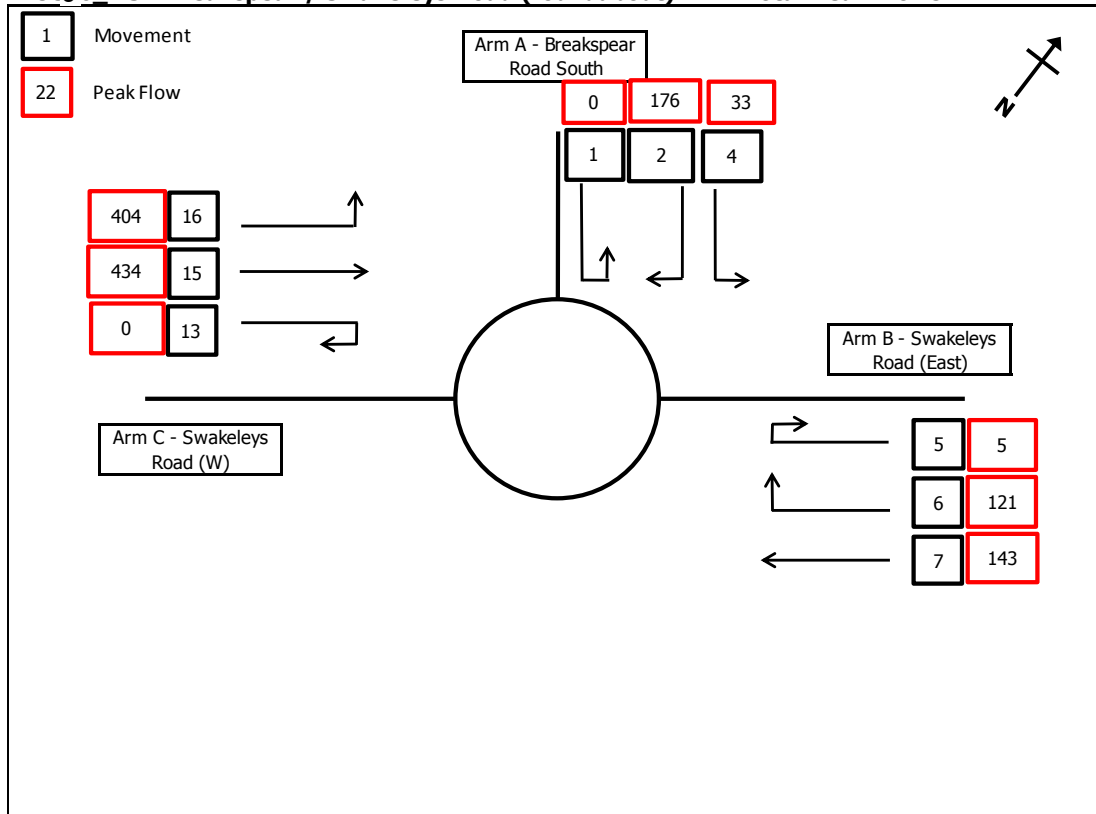 1 Movement
22 Peak Flow
Arm A - Breakspear
Road South
N
0 176 33
1 2 4
404 16
434 15
0 13
Arm B - Swakeleys
Road (East)
Arm C - Swakeleys
Road (W)
5 5
6 121
7 143